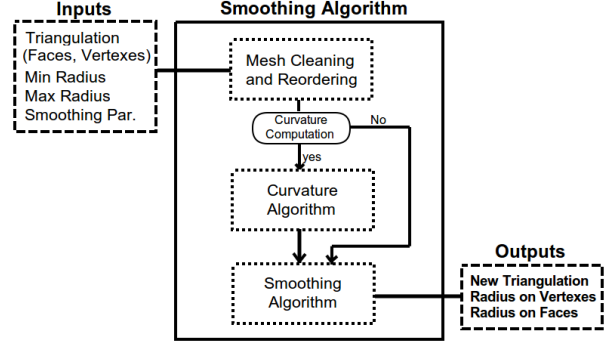 Inputs
Triangulation
(Faces, Vertexes)
Min Radius
Max Radius
Smoothing Par.
Smoothing Algorithm
Mesh Cleaning
and Reordering
Curvature
Computation
No
yes
Curvature
Algorithm
Smoothing
Algorithm
Outputs
New Triangulation
Radius on Vertexes
Radius on Faces